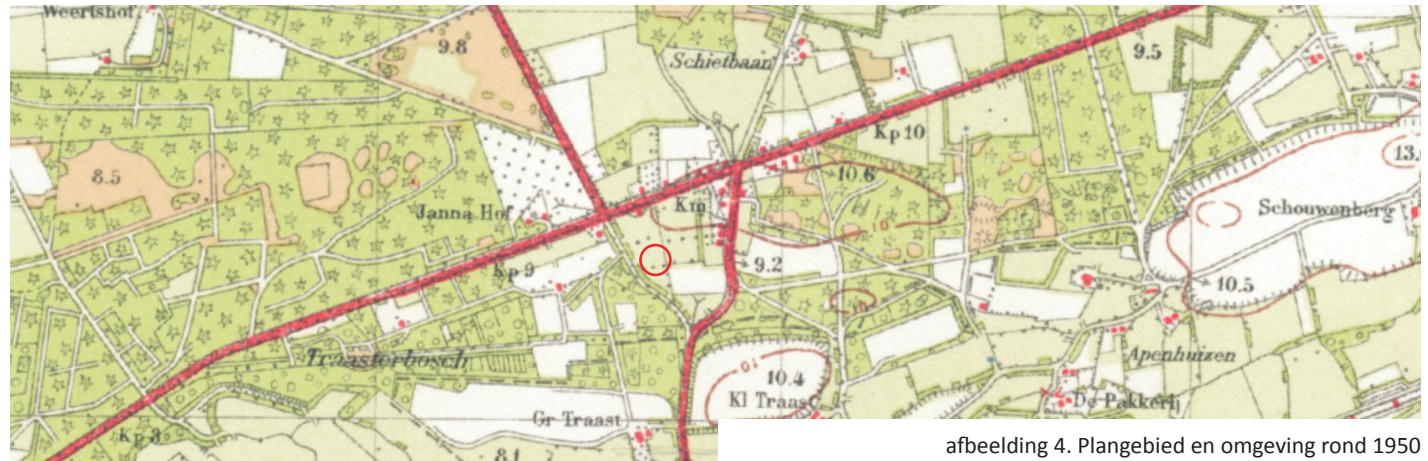 Weertshof
9.8
Schietbaan
9.5
Kp 10
13.
8.5
10.6
Janna Hof
Km
10
Schouwenberg
Kp 9
9.2
10.5
Traasterbosch
10
10.4
Apenhuizen
Kl Traast
De Pakkerij
Gr Traast
Kp 3
8.1
afbeelding 4. Plangebied en omgeving rond 1950